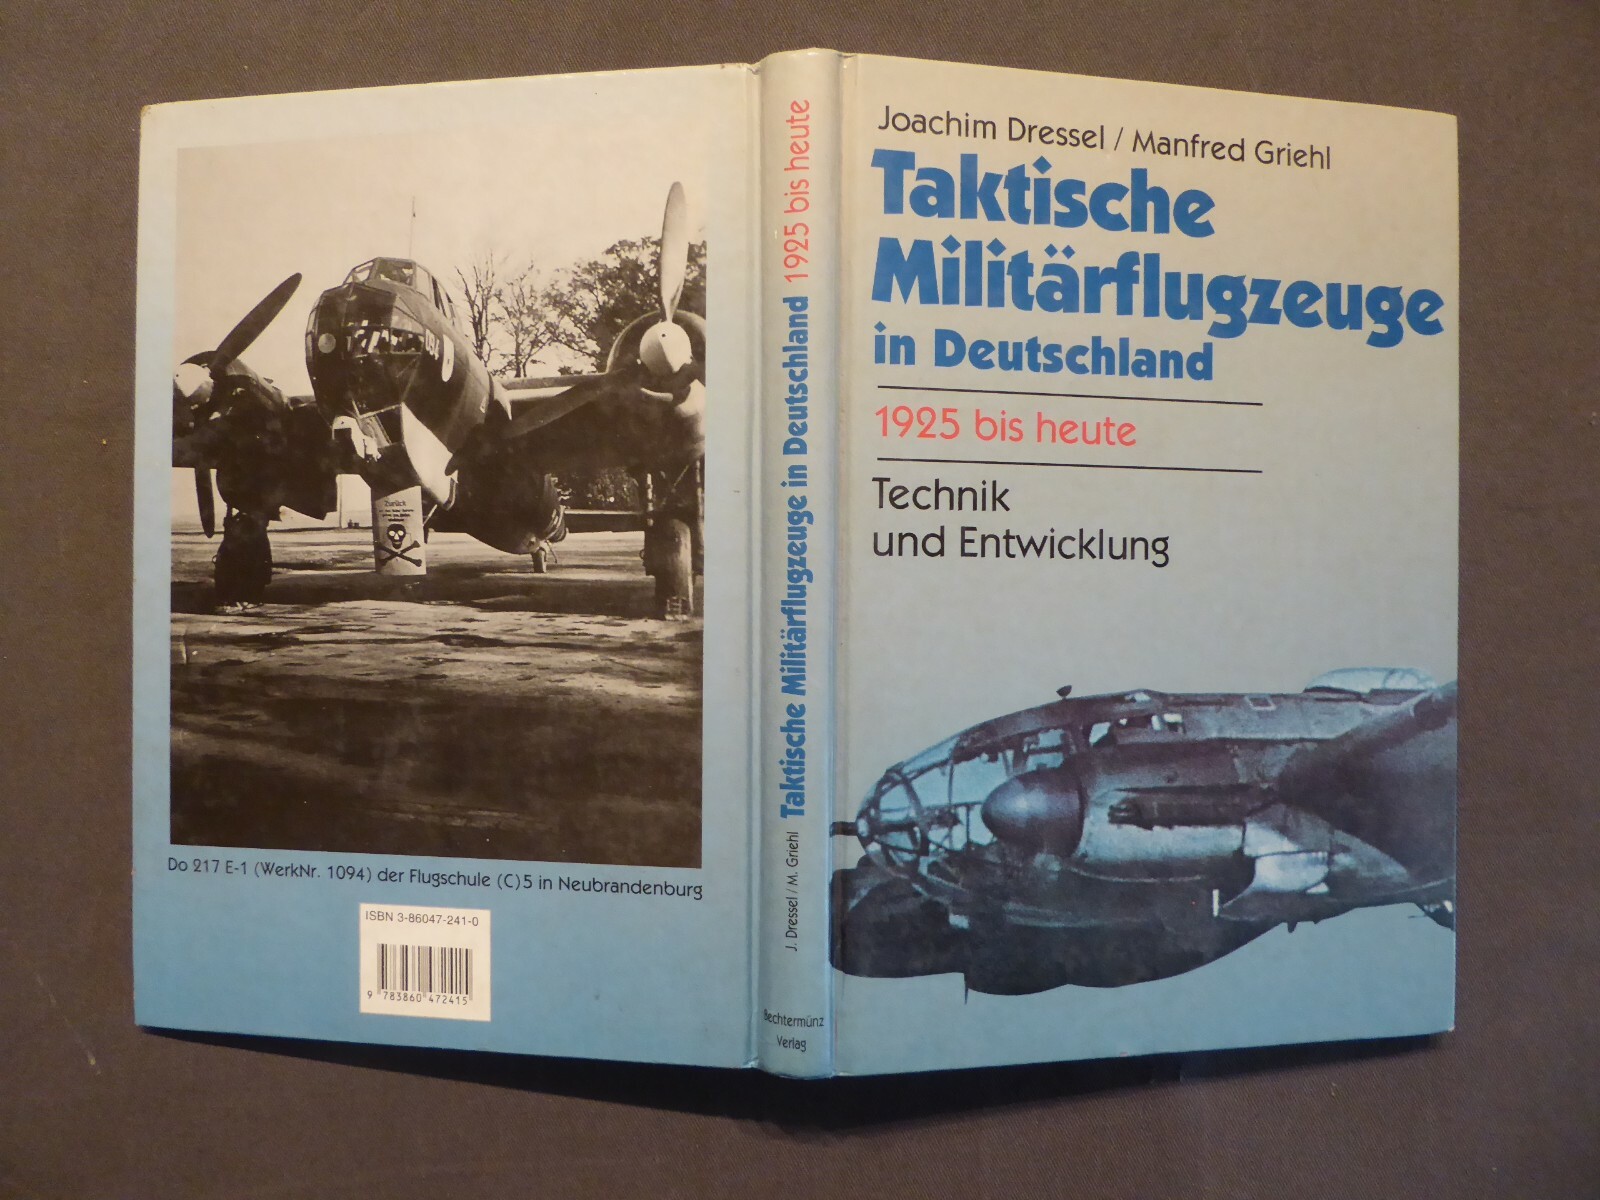 Joachim Dressel / Manfred Griehl
Taktische
Militärflugzeuge
in Deutschland
1925 bis heute
Technik
und Entwicklung
J. Dressel / M. Griehl Taktische Militärflugzeuge in Deutschland 1925 bis heute
Bechtermünz
Verlag
094
Zurück
Do 217 E-1 (WerkNr. 1094) der Flugschule (C)5 in Neubrandenburg
ISBN 3-86047-241-0
9 783860 472415